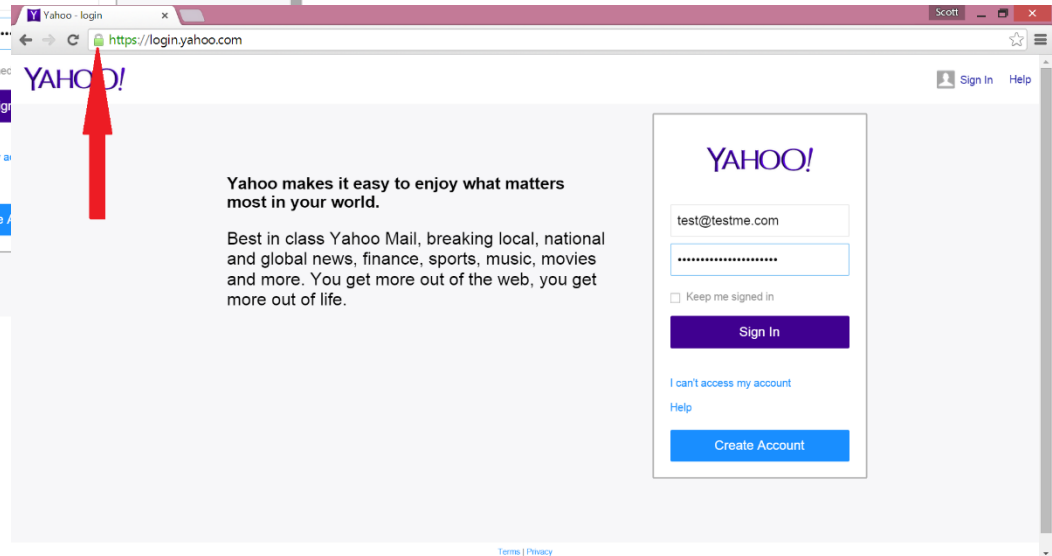 Yahoo - login
Scott
https://login.yahoo.com
YAHOO!
Sign In Help
YAHOO!
Yahoo makes it easy to enjoy what matters
most in your world.
Best in class Yahoo Mail, breaking local, national
and global news, finance, sports, music, movies
and more. You get more out of the web, you get
more out of life.
test@testme.com
Keep me signed in
Sign In
I can't access my account
Help
Create Account
Terms | Privacy